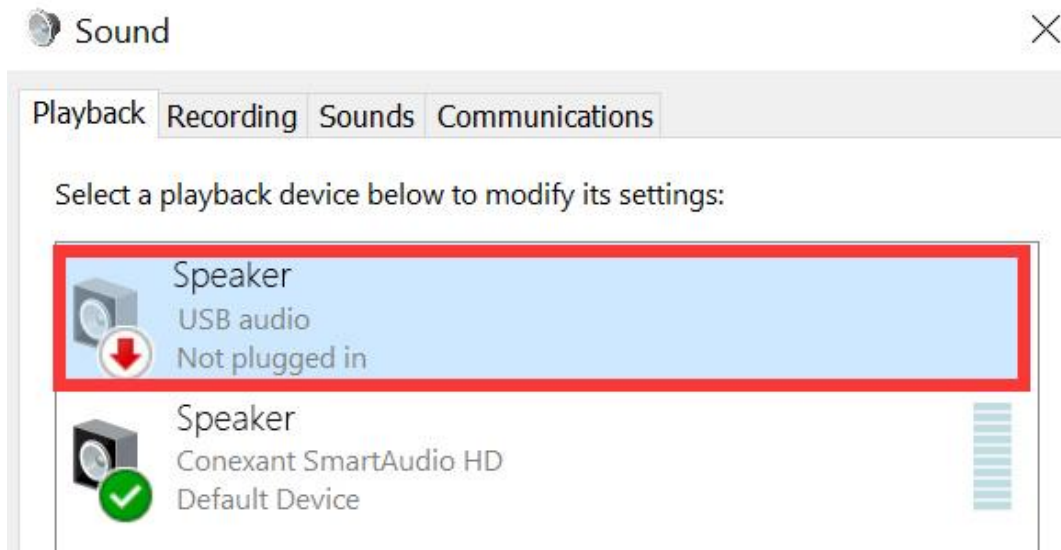 Sound
Playback Recording Sounds Communications
Select a playback device below to modify its settings:
Speaker
USB audio
Not plugged in
Speaker
Conexant SmartAudio HD
Default Device